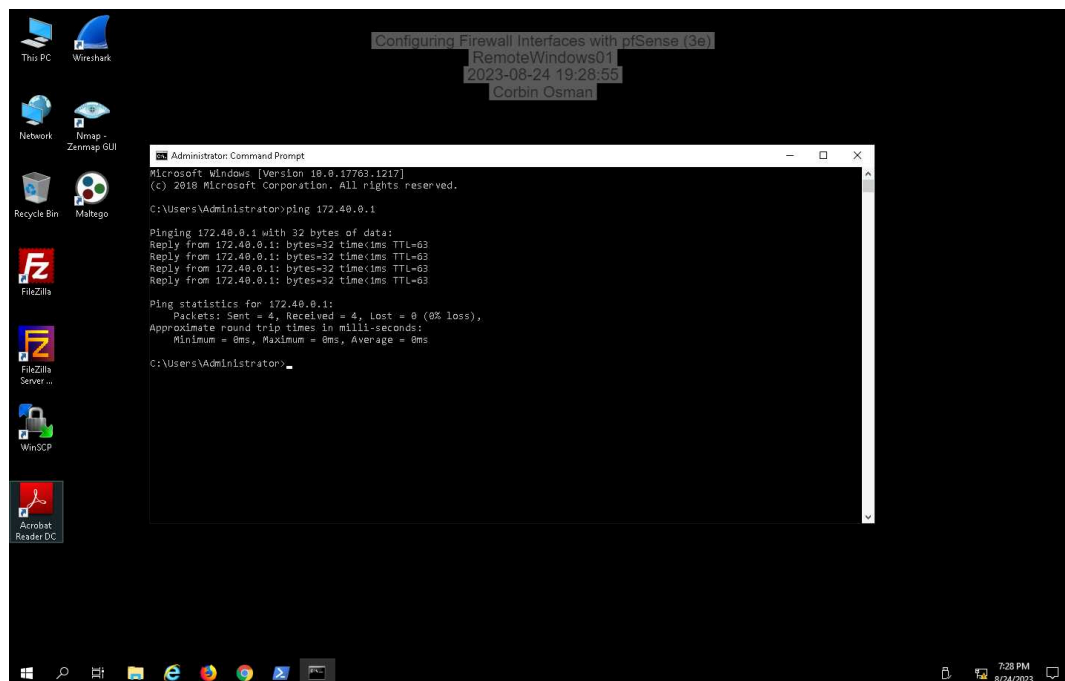 Configuring Firewall Interfaces with pfSense (3e)
RemoteWindows01
2023-08-24 19:28:55
Corbin Osman
This PC
Wireshark
Network
Nmap -
Zenmap GUI
Recycle Bin
Maltego
FileZilla
FileZilla
Server ...
WinSCP
Acrobat
Reader DC
Administrator: Command Prompt
Microsoft Windows [Version 10.0.17763.1217]
(c) 2018 Microsoft Corporation. All rights reserved.
C:\Users\Administrator>ping 172.40.0.1
Pinging 172.40.0.1 with 32 bytes of data:
Reply from 172.40.0.1: bytes=32 time<1ms TTL=63
Reply from 172.40.0.1: bytes=32 time<1ms TTL=63
Reply from 172.40.0.1: bytes=32 time<1ms TTL=63
Reply from 172.40.0.1: bytes=32 time<1ms TTL=63
Ping statistics for 172.40.0.1:
Packets: Sent = 4, Received = 4, Lost = 0 (0% loss),
Approximate round trip times in milli-seconds:
Minimum = 0ms, Maximum = 0ms, Average = 0ms
C:\Users\Administrator>
7:28 PM
8/24/2023